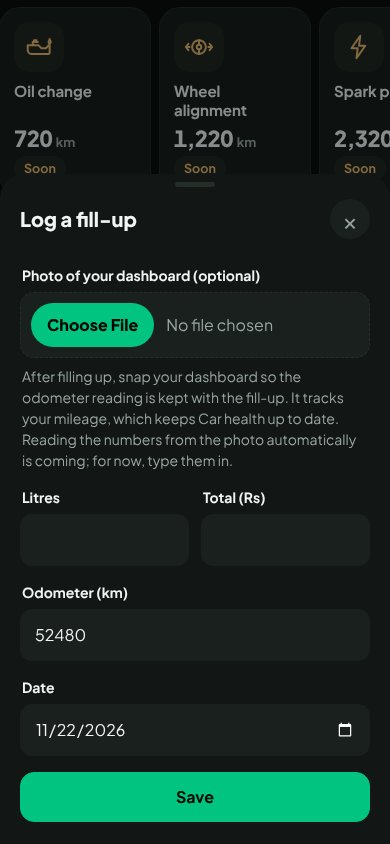 Oil change
Wheel
alignment
Spark p
720 km
1,220 km
2,320
Soon
Soon
Soon
Log a fill-up
×
Photo of your dashboard (optional)
Choose File No file chosen
After filling up, snap your dashboard so the
odometer reading is kept with the fill-up. It tracks
your mileage, which keeps Car health up to date.
Reading the numbers from the photo automatically
is coming; for now, type them in.
Litres
Total (Rs)
Odometer (km)
52480
Date
11/22/2026
Save